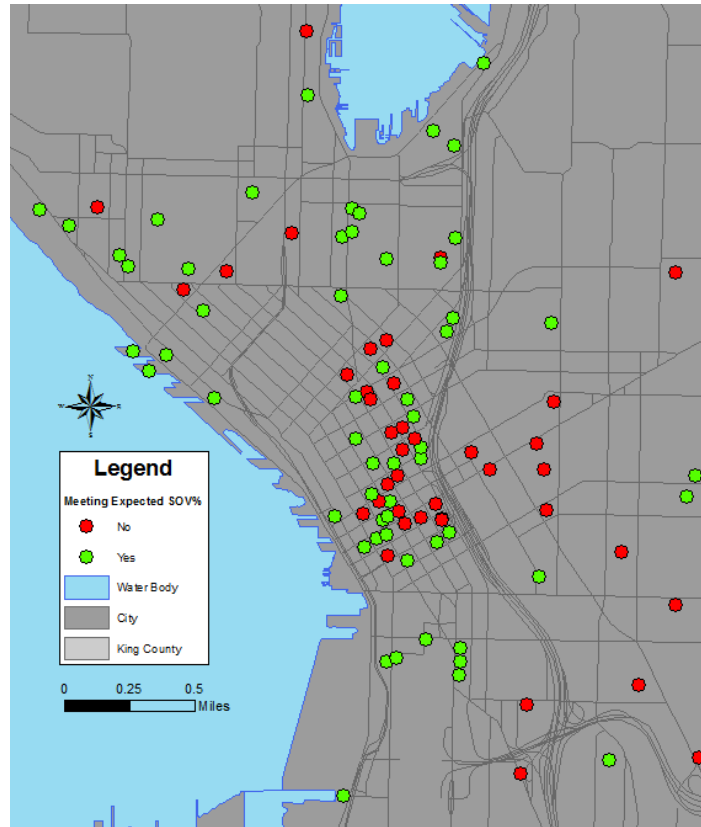 N
W
E
S
Legend
Meeting Expected SOV%
No
Yes
Water Body
City
King County
0 0.25 0.5
Miles